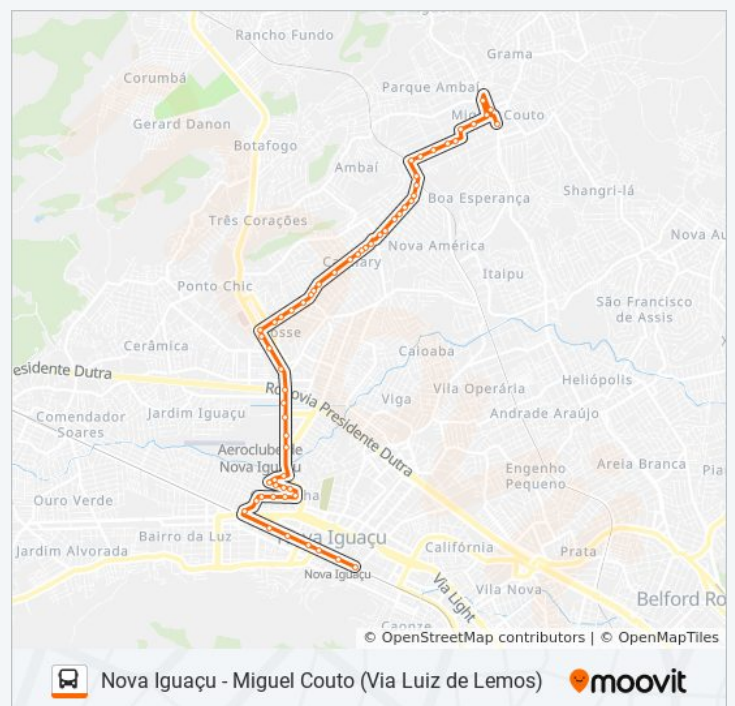 Rancho Fundo
Grama
Corumbá
Parque Ambaí
Gerard Danon
Couto
Botafogo
Ambaí
Shangri-lá
Boa Esperança
Três Corações
Nova América
Itaipu
Ponto Chic
São Francisco
de Assis
Cerâmica
Caioaba
esidente Dutra
Heliópolis
Rodovia Presidente Dutra
Vila Operária
Viga
Comendador
Soares
Jardim Iguaçu
Andrade Araújo
Aeroclube de
Nova Iguaçu
Engenho
Pequeno
Areia Branca
Ouro Verde
Bairro da Luz
Nova Iguaçu
Jardim Alvorada
Califórnia
Prata
Nova Iguaçu
Via Light
Vila Nova
Belford Ro
© OpenStreetMap contributors | © OpenMapTiles
Nova Iguaçu - Miguel Couto (Via Luiz de Lemos)
moovit